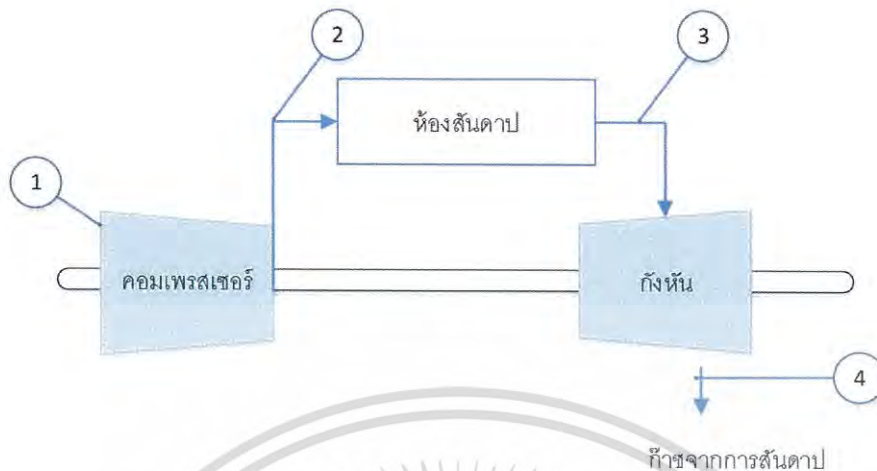 2
3
ห้องสันดาป
1
คอมเพรสเซอร์
กังหัน
4
ก๊าซจากการสันดาป